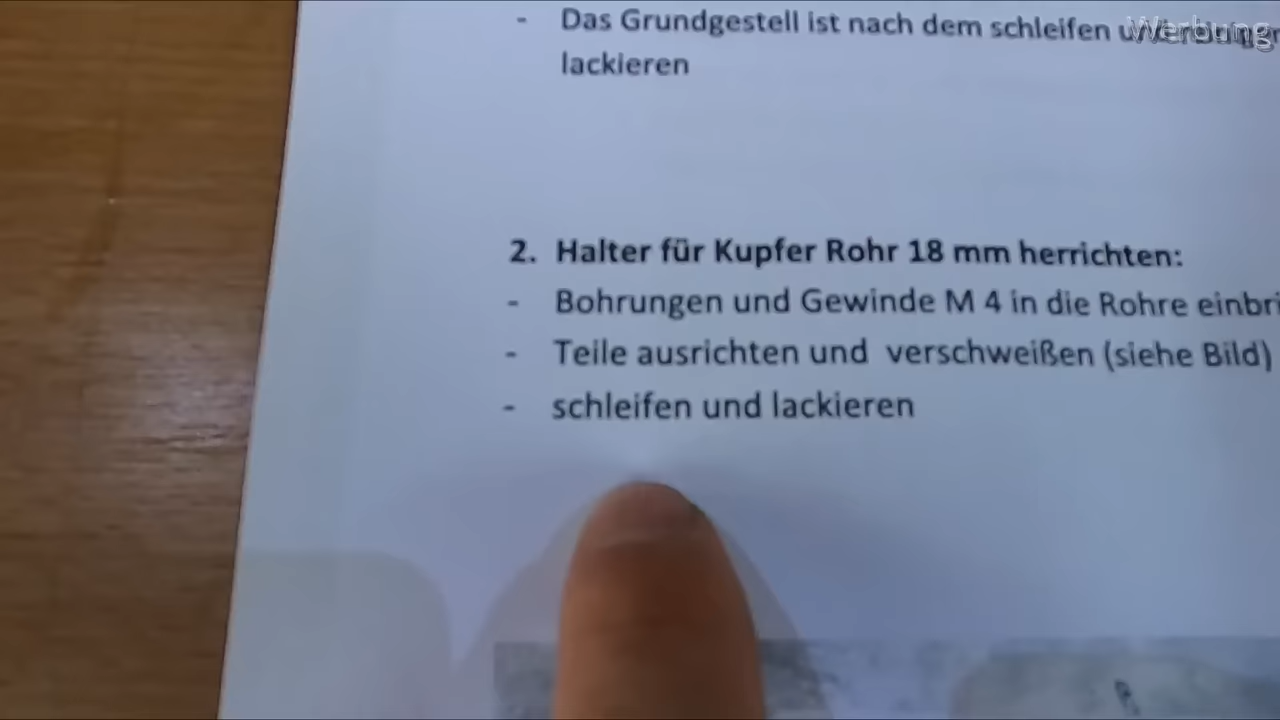 Werbung
- Das Grundgestell ist nach dem schleifen
lackieren
2. Halter für Kupfer Rohr 18 mm herrichten:
- Bohrungen und Gewinde M 4 in die Rohre einbri
- Teile ausrichten und verschweißen (siehe Bild)
- schleifen und lackieren